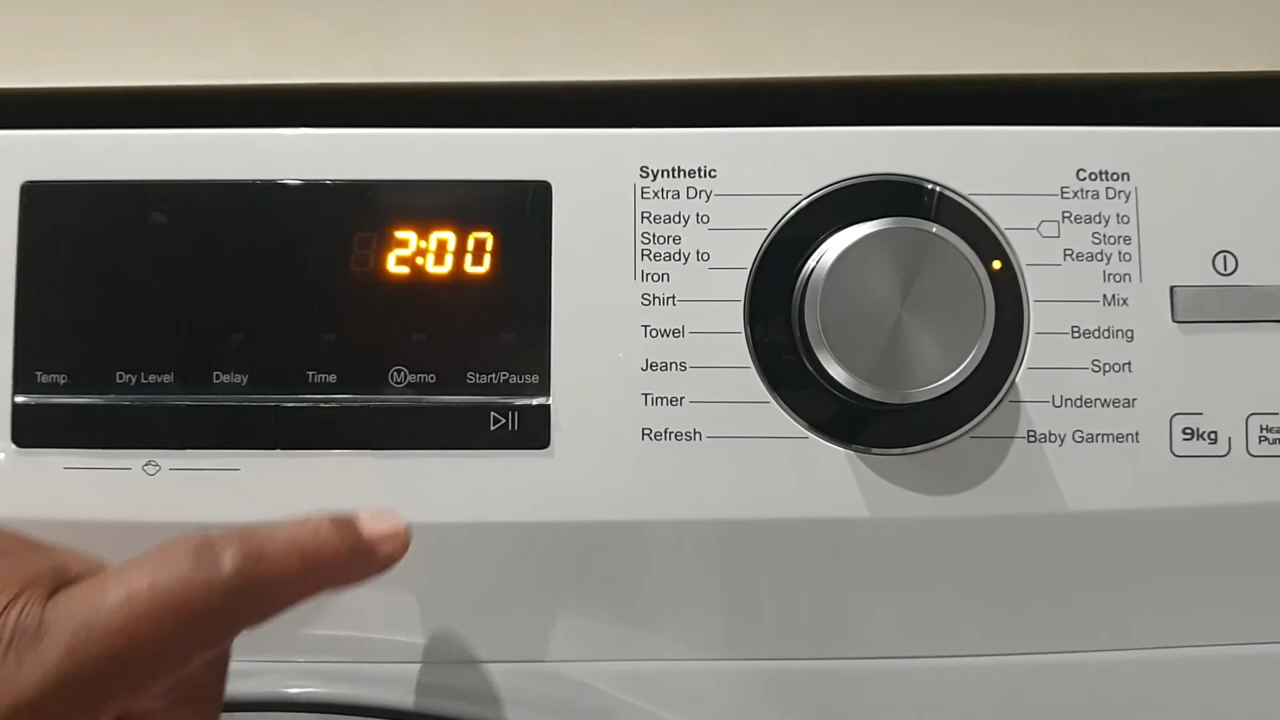 2:00
Temp.
Dry Level
Delay
Time
Memo
Start/Pause
Synthetic
Extra Dry
Ready to
Store
Ready to
Iron
Shirt
Towel
Jeans
Timer
Refresh
Cotton
Extra Dry
Ready to
Store
Ready to
Iron
Mix
Bedding
Sport
Underwear
Baby Garment
9kg